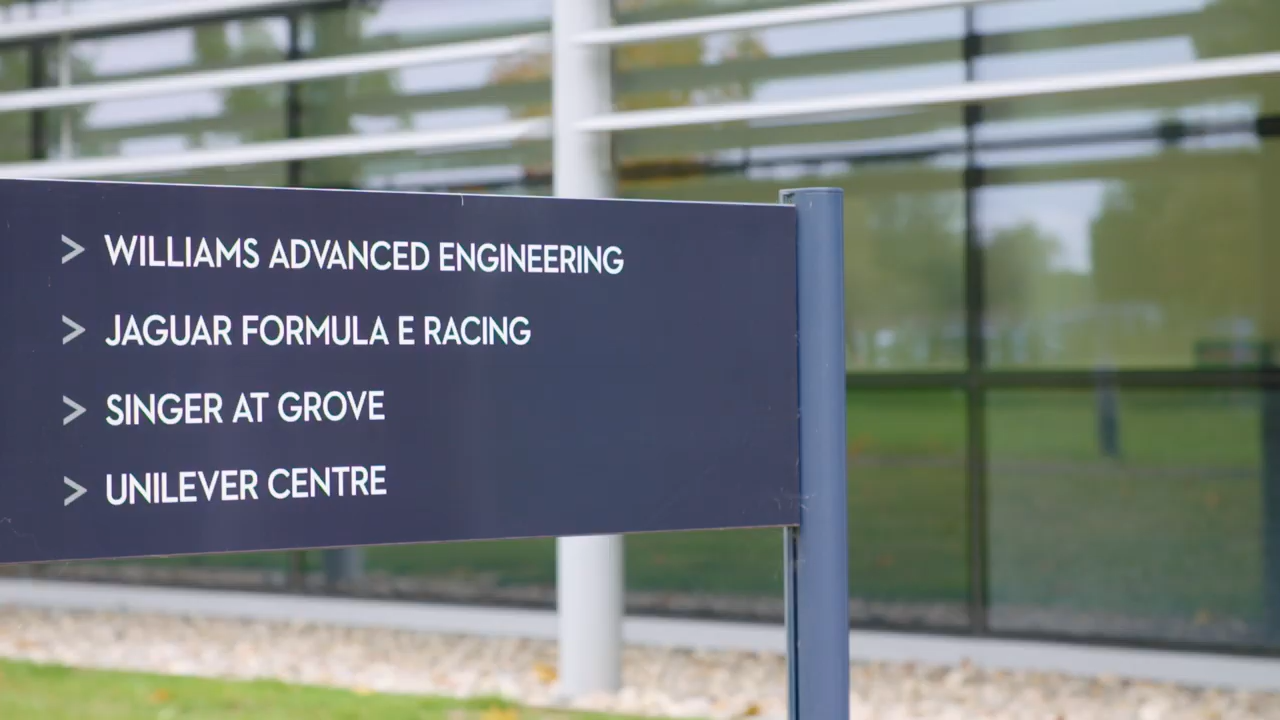 > WILLIAMS ADVANCED ENGINEERING
> JAGUAR FORMULA E RACING
> SINGER AT GROVE
> UNILEVER CENTRE